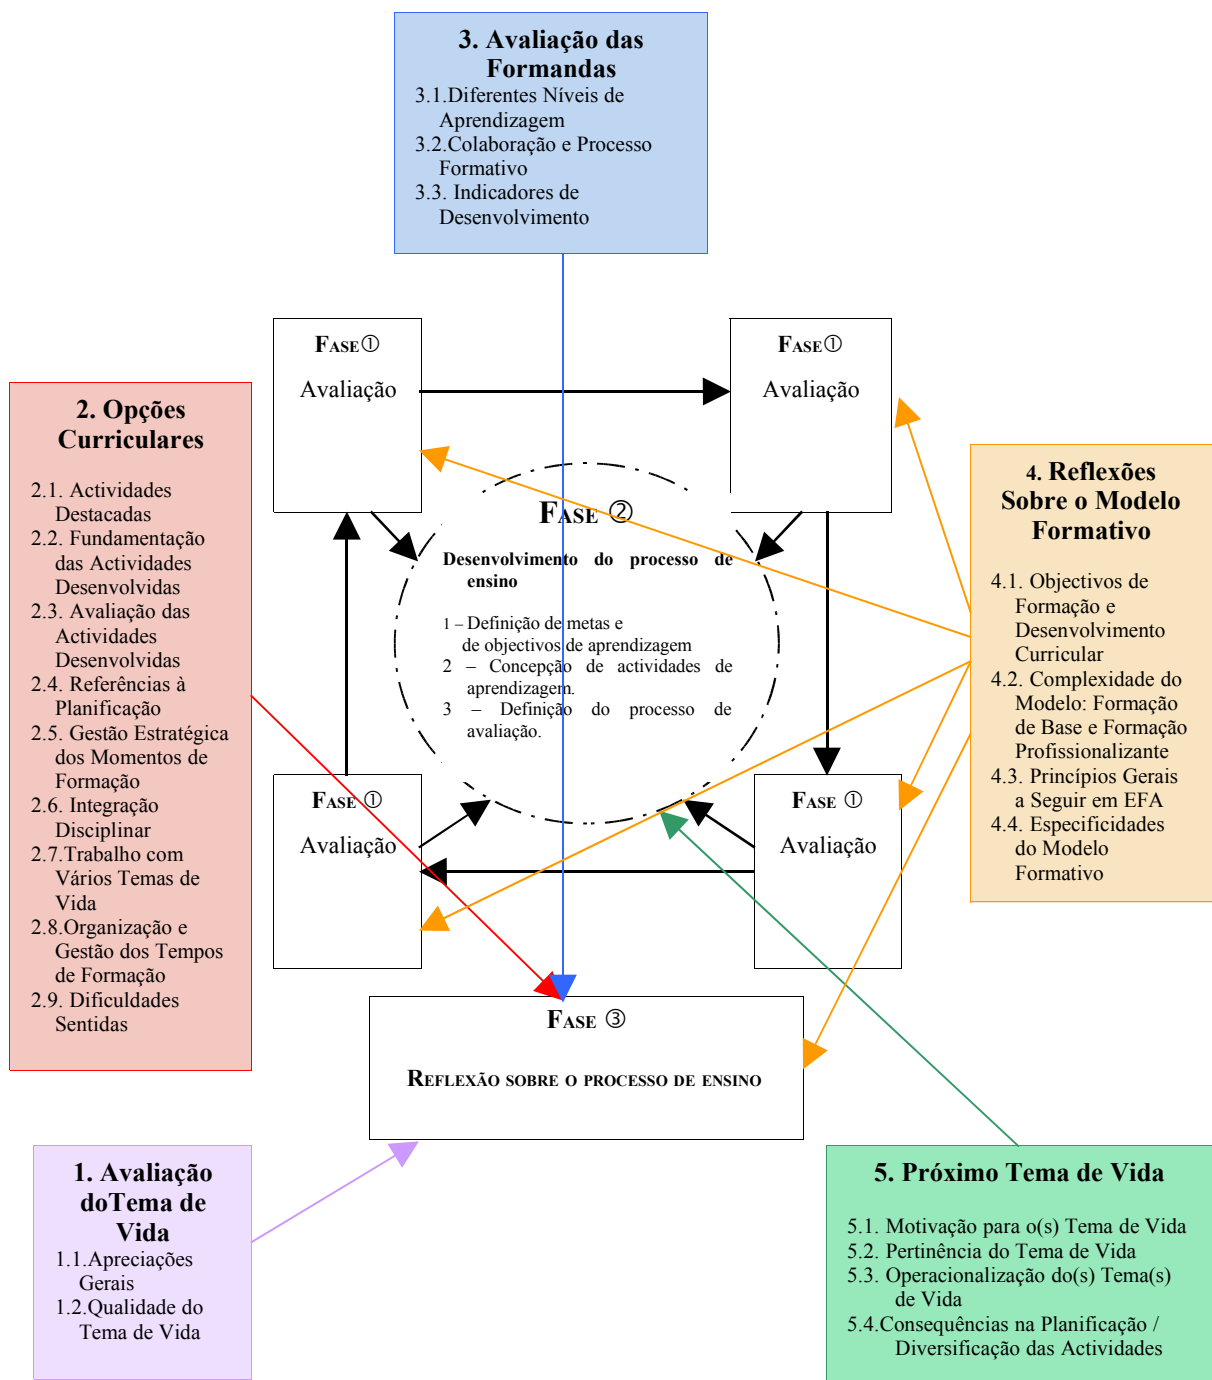 3. Avaliação das
Formandas
3.1.Diferentes Níveis de
Aprendizagem
3.2.Colaboração e Processo
Formativo
3.3. Indicadores de
Desenvolvimento
FASE ①
Avaliação
FASE ①
Avaliação
2. Opções
Curriculares
2.1. Actividades
Destacadas
2.2. Fundamentação
das Actividades
Desenvolvidas
2.3. Avaliação das
Actividades
Desenvolvidas
2.4. Referências à
Planificação
2.5. Gestão Estratégica
dos Momentos de
Formação
2.6. Integração
Disciplinar
2.7.Trabalho com
Vários Temas de
Vida
2.8.Organização e
Gestão dos Tempos
de Formação
2.9. Dificuldades
Sentidas
FASE ②
Desenvolvimento do processo de
ensino
1 – Definição de metas e
de objectivos de aprendizagem
2 – Concepção de actividades de
aprendizagem.
3 – Definição do processo de
avaliação.
4. Reflexões
Sobre o Modelo
Formativo
4.1. Objectivos de
Formação e
Desenvolvimento
Curricular
4.2. Complexidade do
Modelo: Formação
de Base e Formação
Profissionalizante
4.3. Princípios Gerais
a Seguir em EFA
4.4. Especificidades
do Modelo
Formativo
FASE ①
Avaliação
FASE ①
Avaliação
FASE ③
REFLEXÃO SOBRE O PROCESSO DE ENSINO
1. Avaliação
doTema de
Vida
1.1.Apreciações
Gerais
1.2.Qualidade do
Tema de Vida
5. Próximo Tema de Vida
5.1. Motivação para o(s) Tema de Vida
5.2. Pertinência do Tema de Vida
5.3. Operacionalização do(s) Tema(s)
de Vida
5.4.Consequências na Planificação /
Diversificação das Actividades